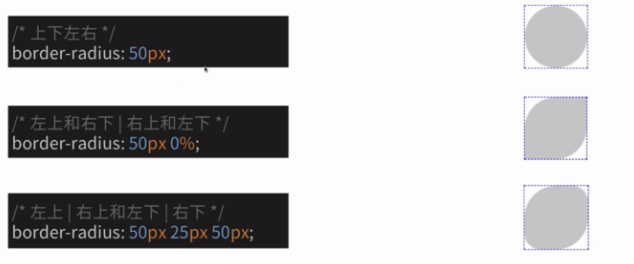 /* 上下左右 */
border-radius: 50px;
/* 左上和右下 | 右上和左下 */
border-radius: 50px 0%;
/* 左上 | 右上和左下 | 右下 */
border-radius: 50px 25px 50px;